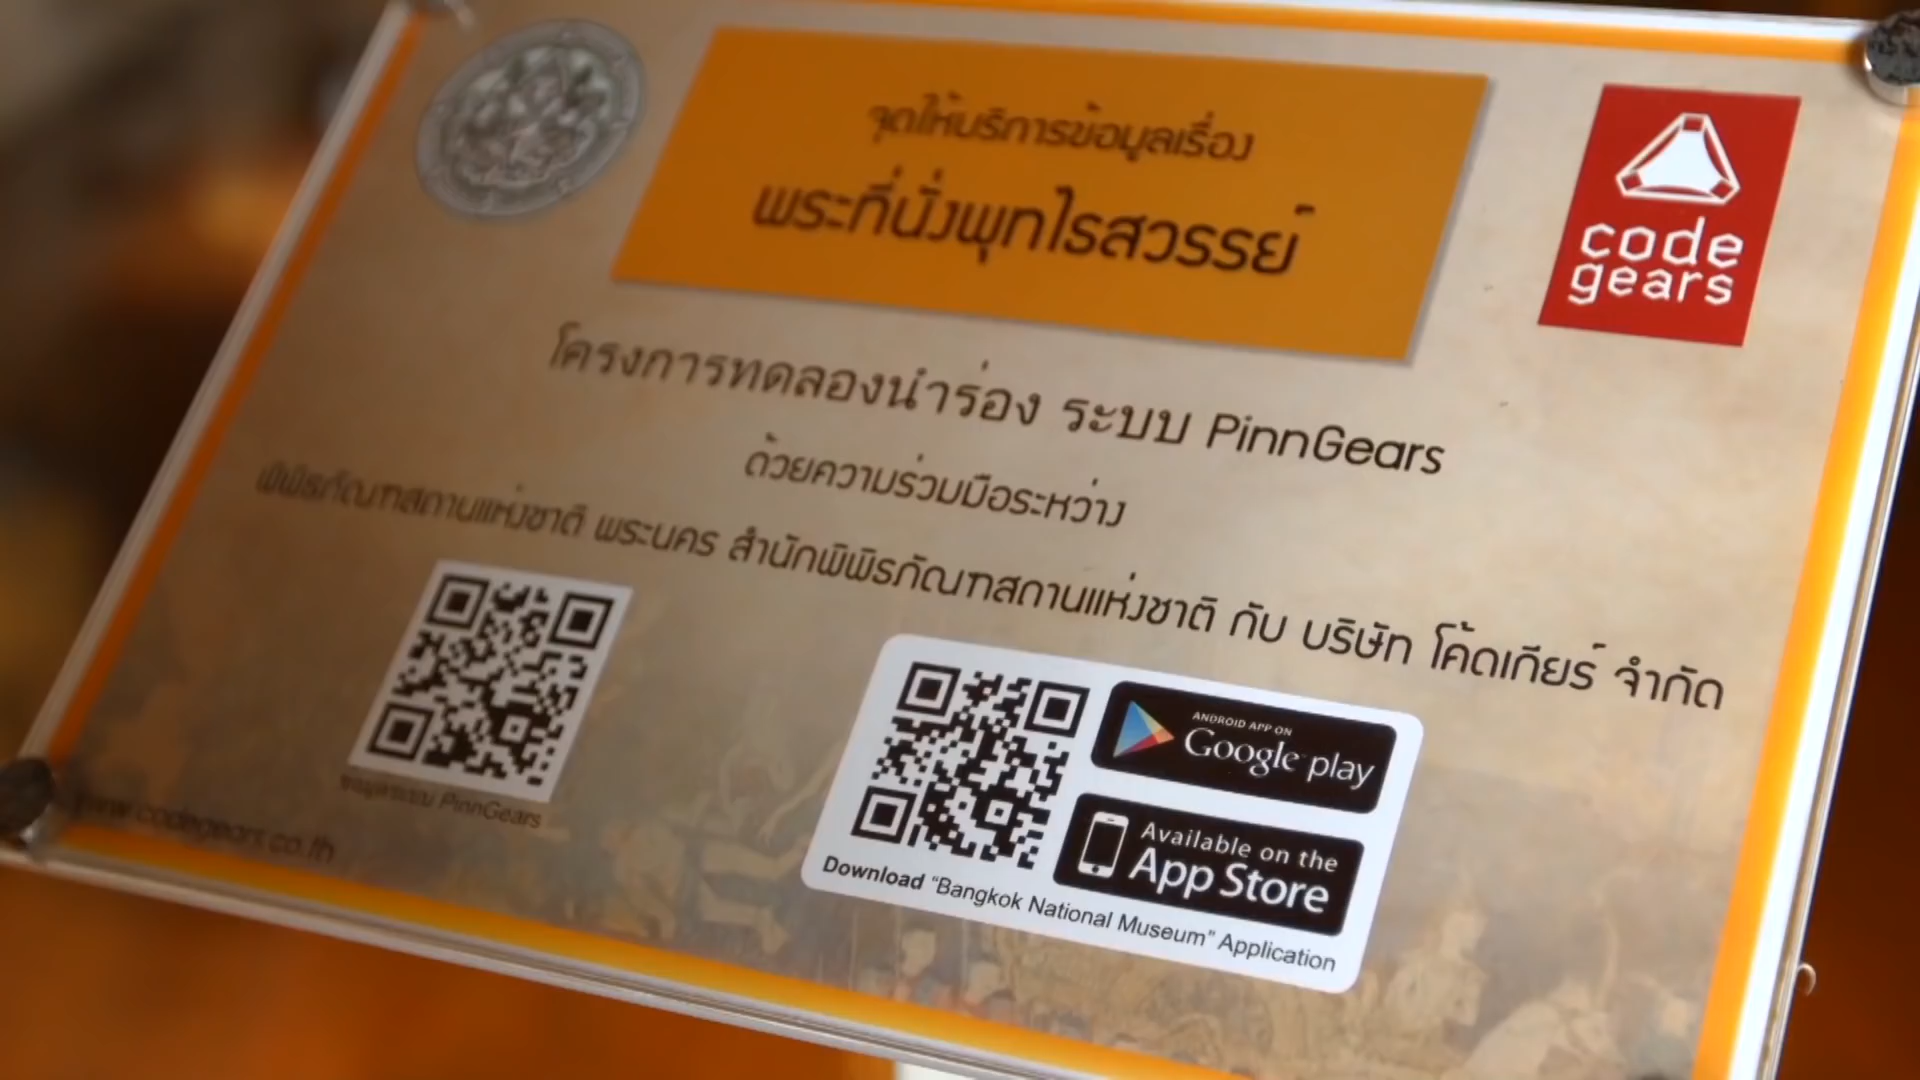 จุดให้บริการข้อมูลเรื่อง
พระที่นั่งพุทไธสวรรย์
code
gears
โครงการทดลองนำร่อง ระบบ PinnGears
ด้วยความร่วมมือระหว่าง
พิพิธภัณฑสถานแห่งชาติ พระนคร สำนักพิพิธภัณฑสถานแห่งชาติ กับ บริษัท โค้ดเกียร์ จำกัด
ข้อมูลระบบ PinnGears
www.codegears.co.th
ANDROID APP ON
Google play
Available on the
App Store
Download “Bangkok National Museum” Application